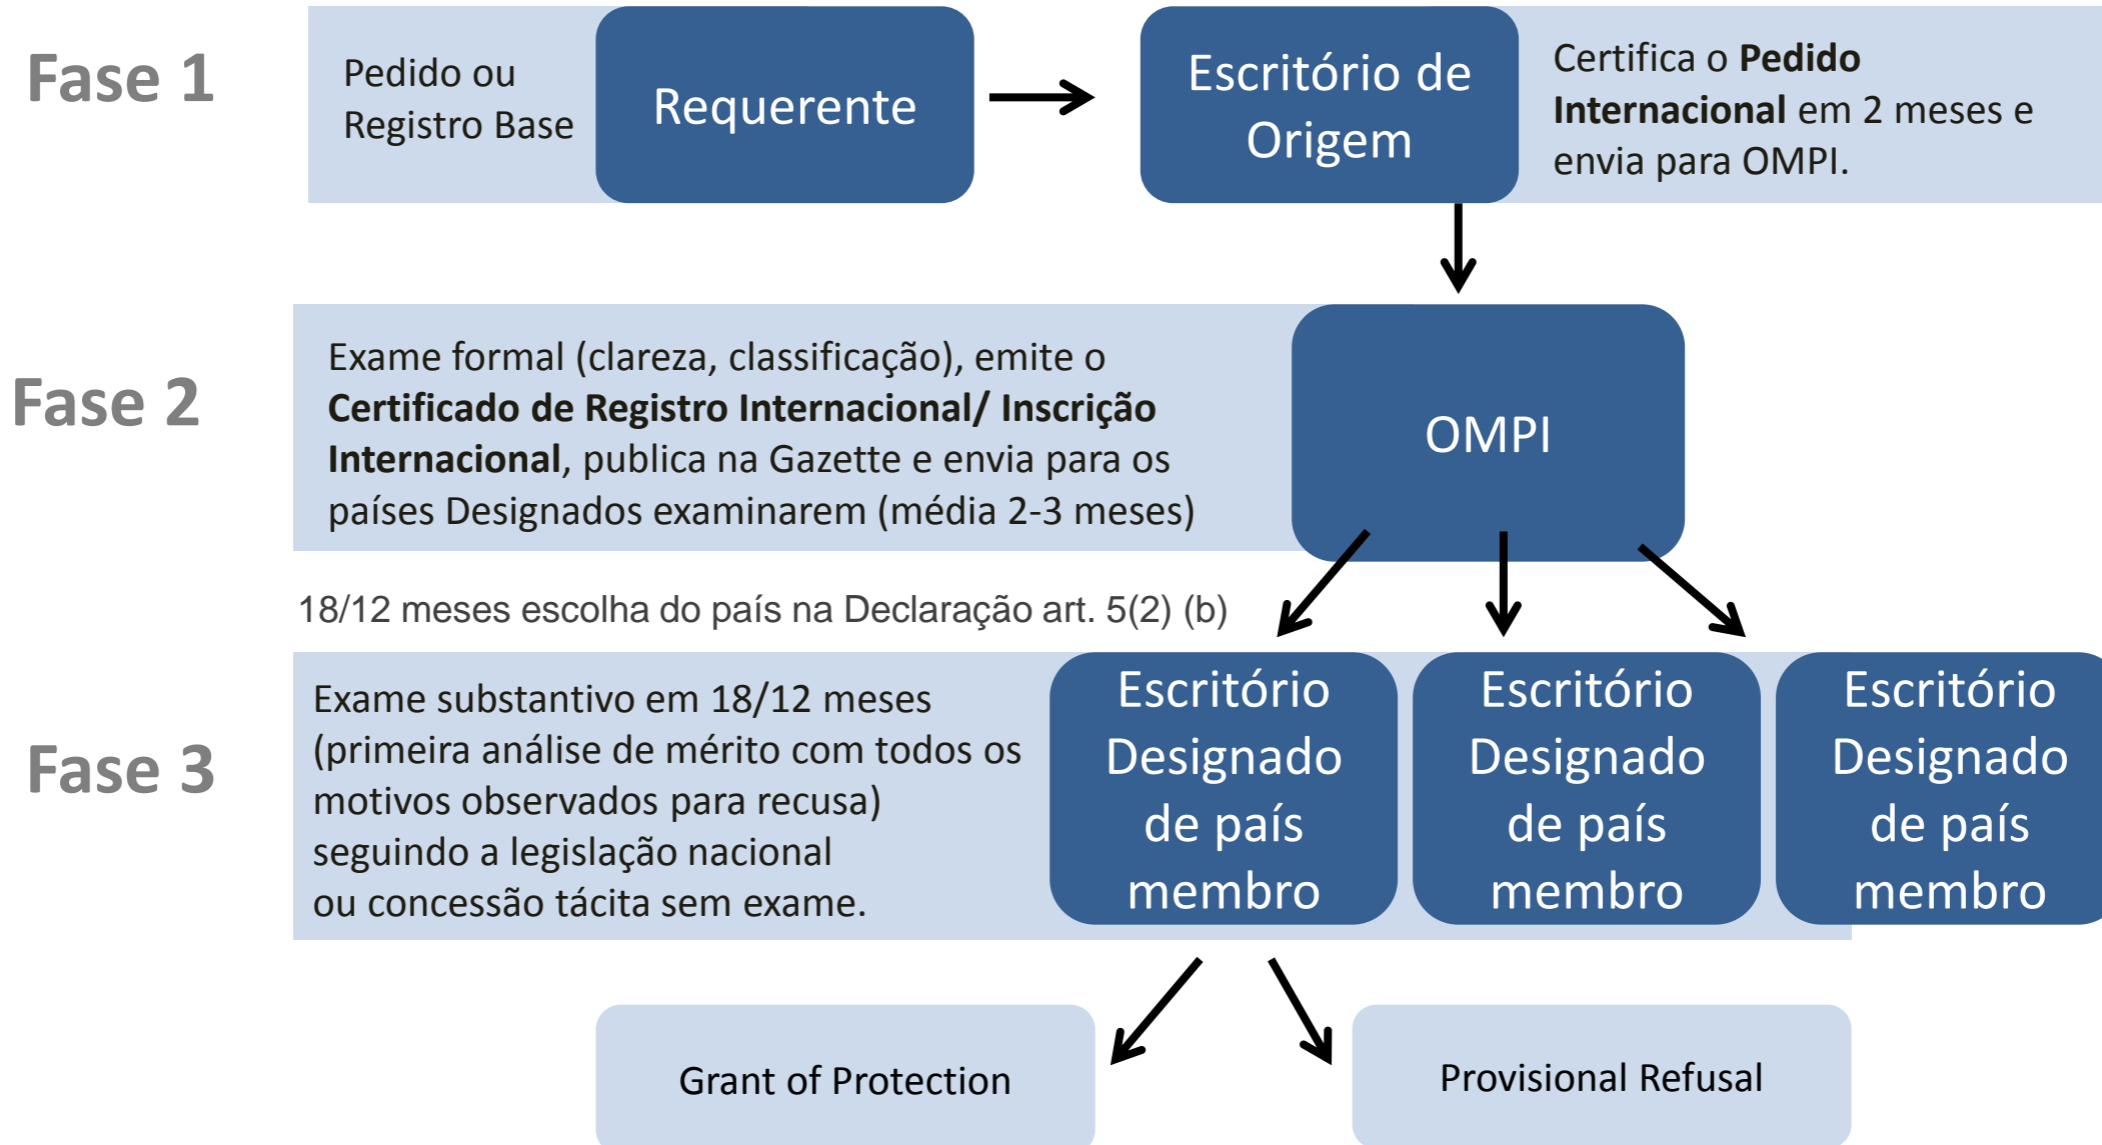 Fase 1
Pedido ou
Registro Base
Requerente
Escritório de
Origem
Certifica o Pedido
Internacional em 2 meses e
envia para OMPI.
Fase 2
Exame formal (clareza, classificação), emite o
Certificado de Registro Internacional/ Inscrição
Internacional, publica na Gazette e envia para os
países Designados examinarem (média 2-3 meses)
OMPI
18/12 meses escolha do país na Declaração art. 5(2) (b)
Fase 3
Exame substantivo em 18/12 meses
(primeira análise de mérito com todos os
motivos observados para recusa)
seguindo a legislação nacional
ou concessão tácita sem exame.
Escritório
Designado
de país
membro
Escritório
Designado
de país
membro
Escritório
Designado
de país
membro
Grant of Protection
Provisional Refusal